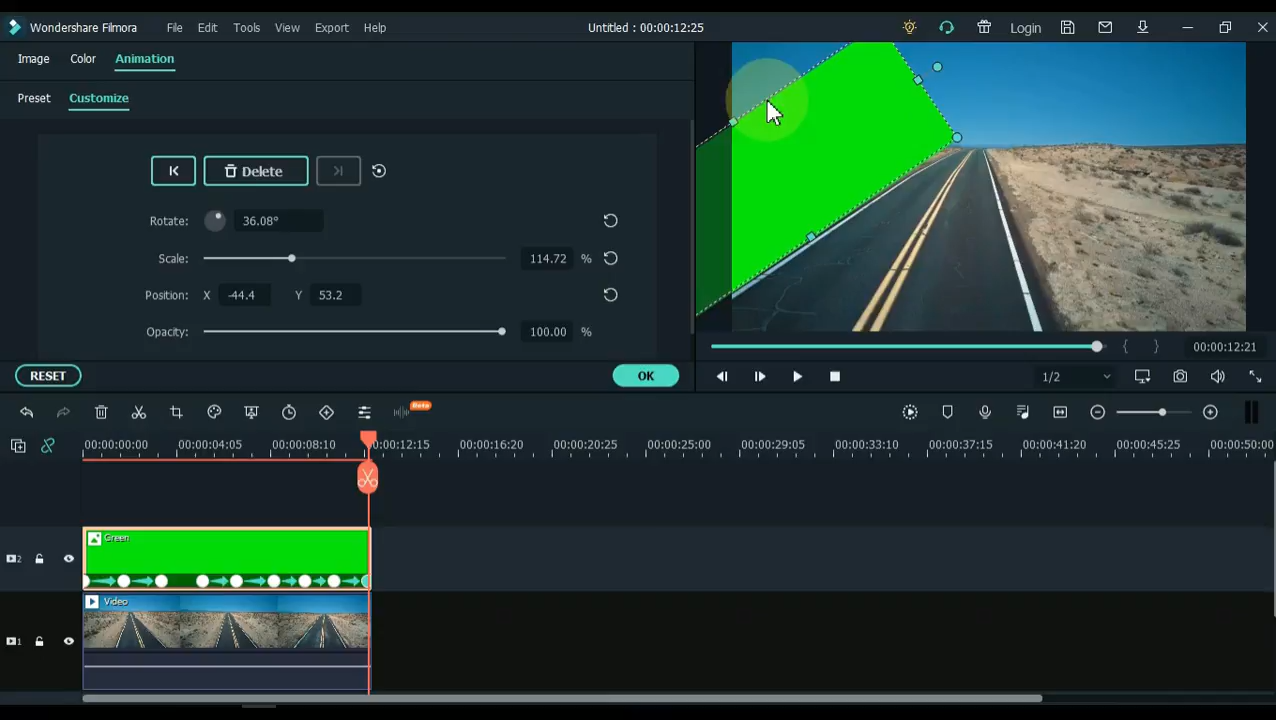 Wondershare Filmora File Edit Tools View Export Help Untitled : 00:00:12:25 Login
Image Color Animation
Preset Customize
Delete
Rotate: 36.08°
Scale: 114.72 %
Position: X -44.4 Y 53.2
Opacity: 100.00 %
00:00:12:21
RESET OK
1/2
Beta
00:00:00:00 00:00:04:05 00:00:08:10 00:00:12:15 00:00:16:20 00:00:20:25 00:00:25:00 00:00:29:05 00:00:33:10 00:00:37:15 00:00:41:20 00:00:45:25 00:00:50:00
Green
2
Video
1